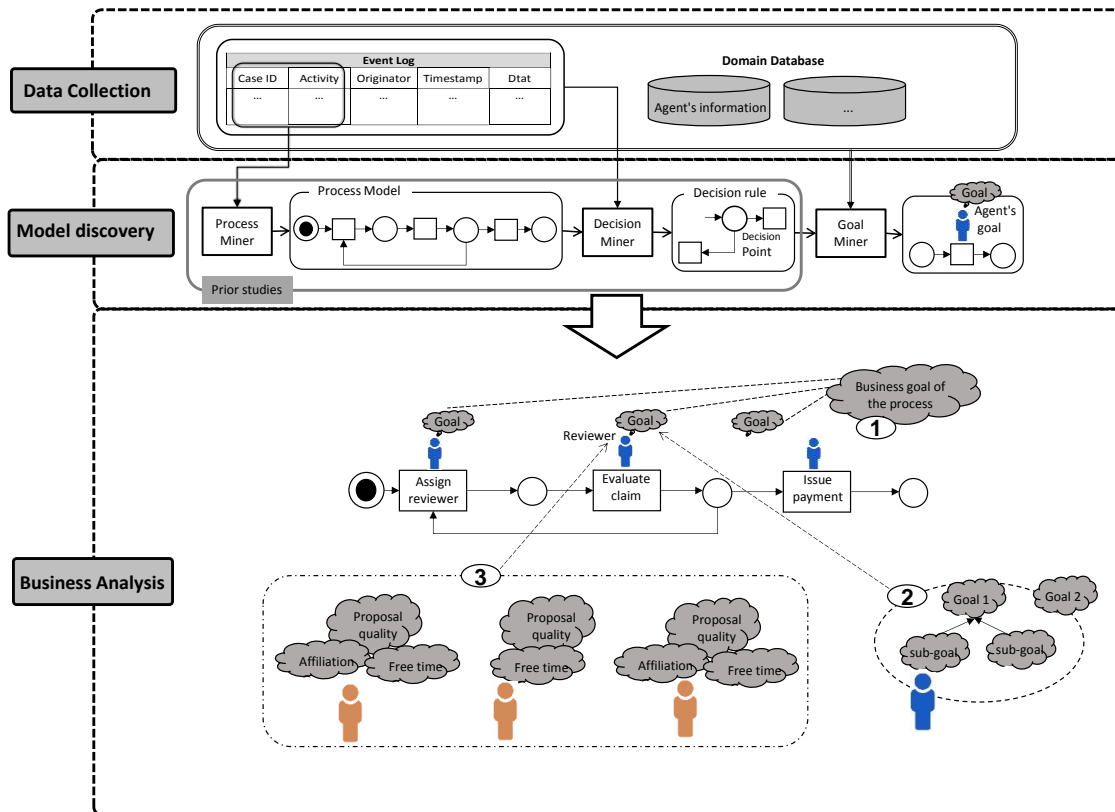 Data Collection
Event Log
Case ID Activity Originator Timestamp Dtat
... ... ... ... ...
Domain Database
Agent's information
...
Model discovery
Process Model
Process
Miner
Decision
Miner
Decision rule
Decision
Point
Goal
Miner
Goal
Agent's
goal
Prior studies
Business Analysis
Business goal of
the process
1
Goal
Goal
Goal
Reviewer
Assign
reviewer
Evaluate
claim
Issue
payment
3
Proposal
quality
Affiliation
Free time
Proposal
quality
Free time
Proposal
quality
Affiliation
Free time
2
Goal 1
Goal 2
sub-goal
sub-goal